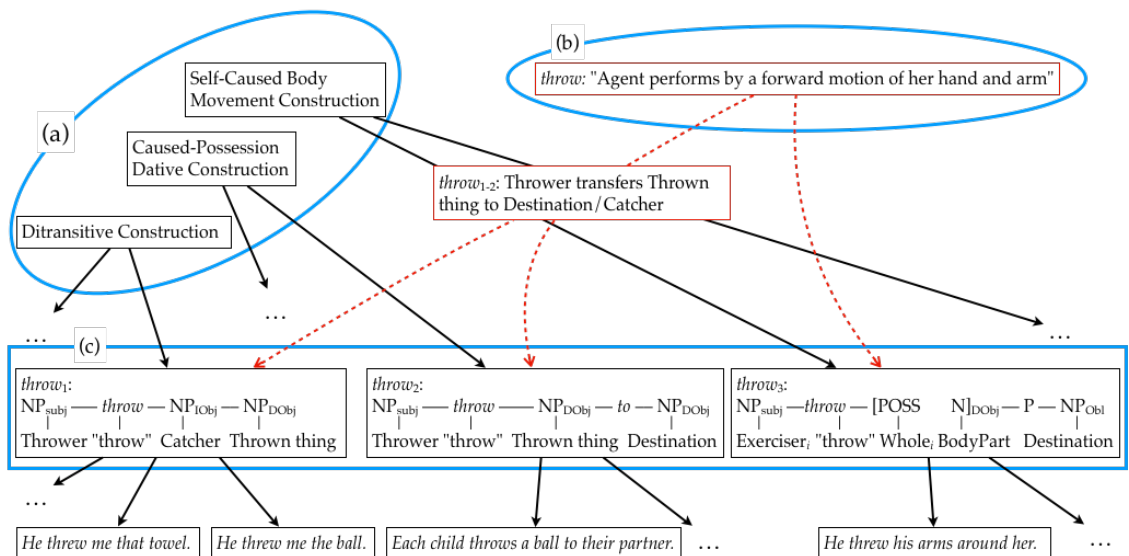 (b)
throw: "Agent performs by a forward motion of her hand and arm"
Self-Caused Body
Movement Construction
(a)
Caused-Possession
Dative Construction
throw1-2: Thrower transfers Thrown
thing to Destination/Catcher
Ditransitive Construction
…
…
…
(c)
throw1:
NPsubj — throw — NPIObj — NPDObj
Thrower "throw" Catcher Thrown thing
throw2:
NPsubj — throw — NPDObj — to — NPDObj
Thrower "throw" Thrown thing Destination
throw3:
NPsubj — throw — [POSS N]DObj — P — NPObl
Exerciseri "throw" Wholei BodyPart Destination
…
…
…
He threw me that towel.
He threw me the ball.
Each child throws a ball to their partner.
He threw his arms around her.